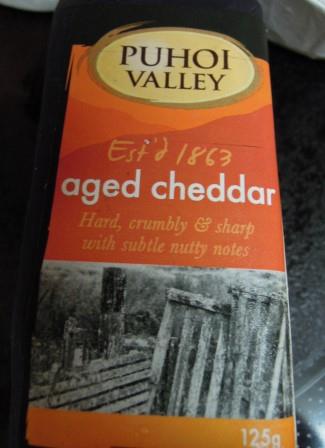 PUHOI
VALLEY
Est'd 1863
aged cheddar
Hard, crumbly & sharp
with subtle nutty notes
125g